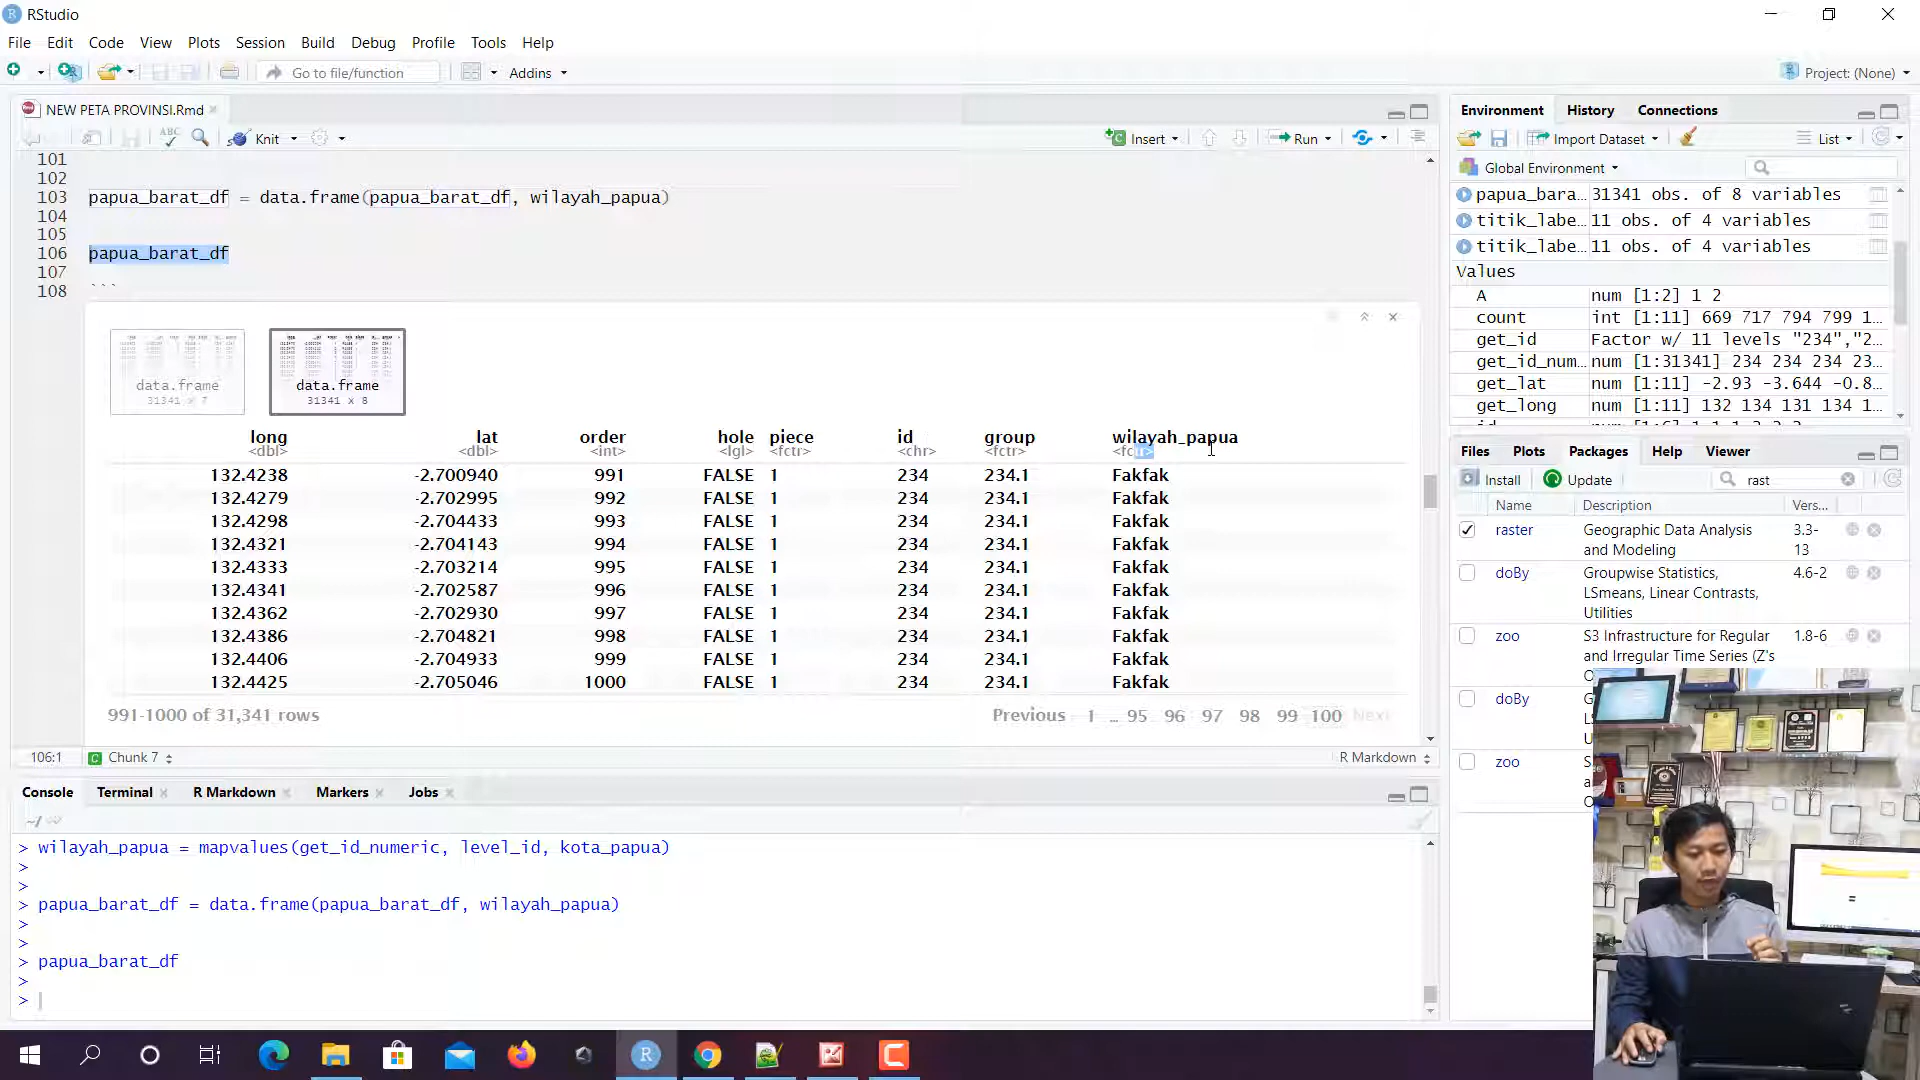 RStudio
File Edit Code View Plots Session Build Debug Profile Tools Help
Go to file/function Addins Project: (None)
NEW PETA PROVINSI.Rmd
ABC Knit Insert Run
101
102
103 papua_barat_df = data.frame(papua_barat_df, wilayah_papua)
104
105
106 papua_barat_df
107
108 ```
data.frame 31341 x 7
data.frame 31341 x 8
long lat order hole piece id group wilayah_papua
<dbl> <dbl> <int> <lgl> <fctr> <chr> <fctr> <fctr>
132.4238 -2.700940 991 FALSE 1 234 234.1 Fakfak
132.4279 -2.702995 992 FALSE 1 234 234.1 Fakfak
132.4298 -2.704433 993 FALSE 1 234 234.1 Fakfak
132.4321 -2.704143 994 FALSE 1 234 234.1 Fakfak
132.4333 -2.703214 995 FALSE 1 234 234.1 Fakfak
132.4341 -2.702587 996 FALSE 1 234 234.1 Fakfak
132.4362 -2.702930 997 FALSE 1 234 234.1 Fakfak
132.4386 -2.704821 998 FALSE 1 234 234.1 Fakfak
132.4406 -2.704933 999 FALSE 1 234 234.1 Fakfak
132.4425 -2.705046 1000 FALSE 1 234 234.1 Fakfak
991-1000 of 31,341 rows Previous 1 ... 95 96 97 98 99 100 Next
106:1 Chunk 7 R Markdown
Console Terminal R Markdown Markers Jobs
~/
> wilayah_papua = mapvalues(get_id_numeric, level_id, kota_papua)
>
>
> papua_barat_df = data.frame(papua_barat_df, wilayah_papua)
>
>
> papua_barat_df
>
>
Environment History Connections
Import Dataset List
Global Environment
papua_bara... 31341 obs. of 8 variables
titik_labe... 11 obs. of 4 variables
titik_labe... 11 obs. of 4 variables
Values
A num [1:2] 1 2
count int [1:11] 669 717 794 799 1...
get_id Factor w/ 11 levels "234","2...
get_id_num... num [1:31341] 234 234 234 23...
get_lat num [1:11] -2.93 -3.644 -0.8...
get_long num [1:11] 132 134 131 134 1...
Files Plots Packages Help Viewer
Install Update rast
Name Description Vers...
raster Geographic Data Analysis and Modeling 3.3-13
doBy Groupwise Statistics, LSmeans, Linear Contrasts, Utilities 4.6-2
zoo S3 Infrastructure for Regular and Irregular Time Series (Z's O 1.8-6
doBy
zoo